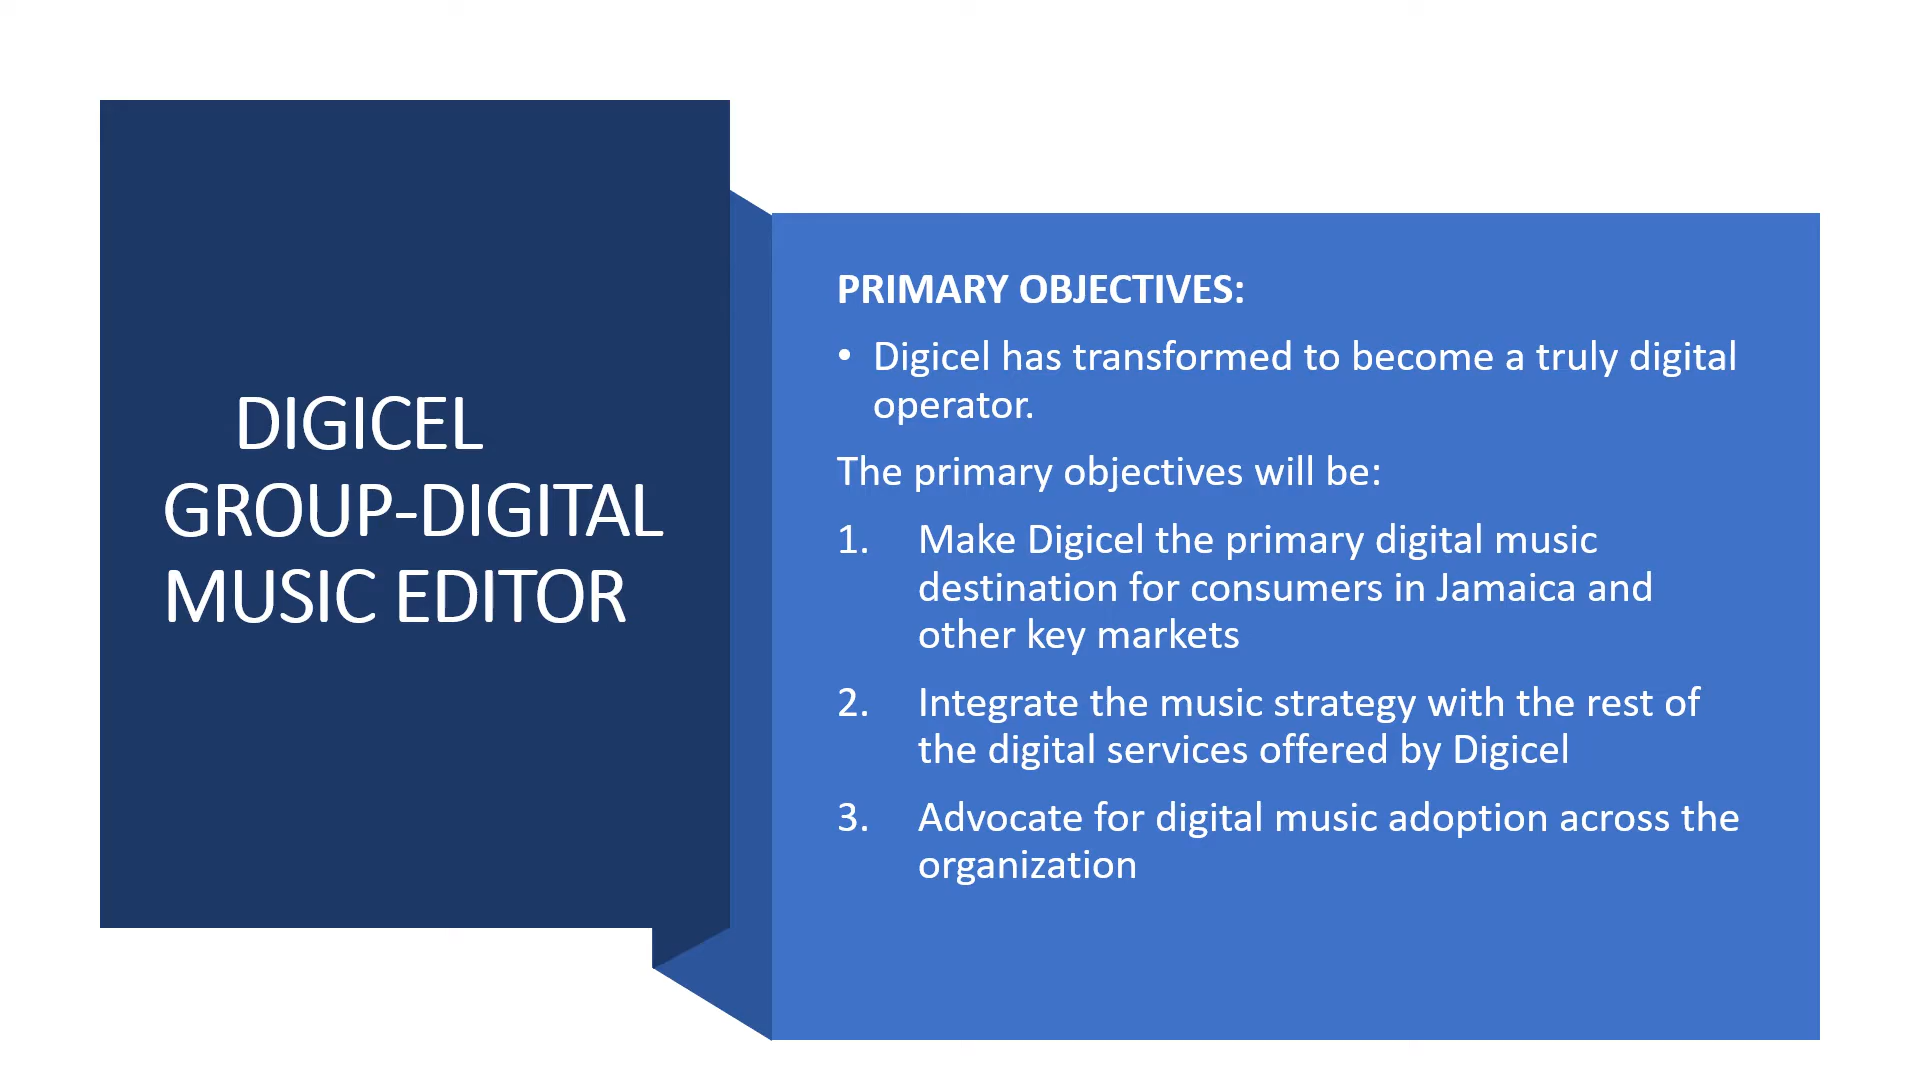 DIGICEL
GROUP-DIGITAL
MUSIC EDITOR
PRIMARY OBJECTIVES:
• Digicel has transformed to become a truly digital
operator.
The primary objectives will be:
1. Make Digicel the primary digital music
destination for consumers in Jamaica and
other key markets
2. Integrate the music strategy with the rest of
the digital services offered by Digicel
3. Advocate for digital music adoption across the
organization